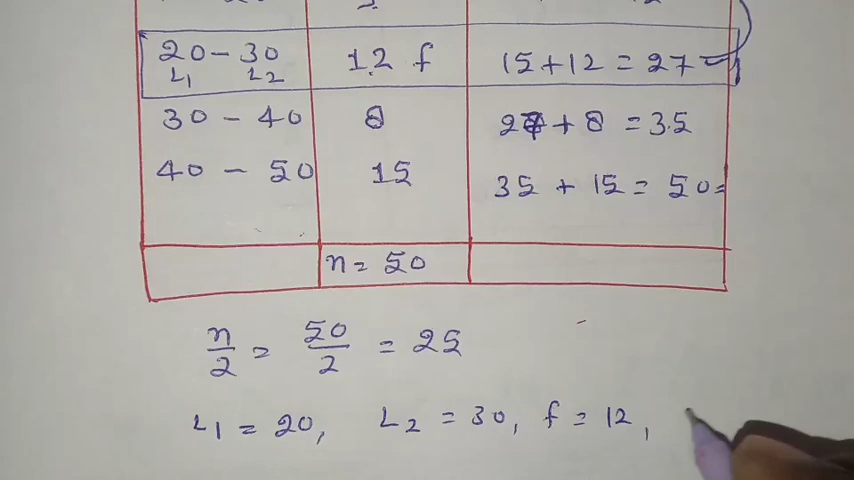 20 - 30 12 f 15 + 12 = 27
L1 L2
30 - 40 8 27 + 8 = 35
40 - 50 15 35 + 15 = 50 =
n = 50
n/2 = 50/2 = 25
L1 = 20, L2 = 30, f = 12,